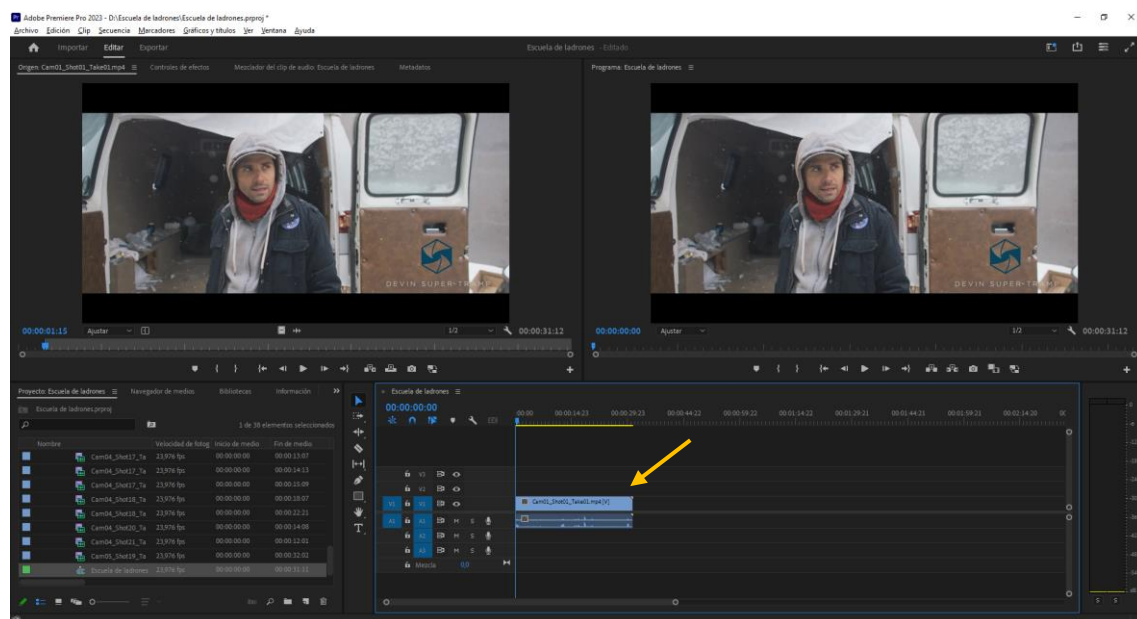 Adobe Premiere Pro 2023 - D:\Escuela de ladrones\Escuela de ladrones.prproj *
Archivo Edición Clip Secuencia Marcadores Gráficos y títulos Ver Ventana Ayuda
Importar Editar Exportar
Escuela de ladrones - Editado
Origen: Cam01_Shot01_Take01.mp4
Controles de efectos
Mezclador del clip de audio: Escuela de ladrones
Metadatos
Programa: Escuela de ladrones
DEVIN SUPER-TRAMP
DEVIN SUPER-TRAMP
00:00:01:15 Ajustar 1/2 00:00:31:12
00:00:00:00 Ajustar 1/2 00:00:31:12
Proyecto: Escuela de ladrones
Navegador de medios
Bibliotecas
Información
Escuela de ladrones.prproj
1 de 38 elementos seleccionados
Nombre Velocidad de fotog Inicio de medio Fin de medio
Cam04_Shot17_Ta 23,976 fps 00:00:00:00 00:00:13:07
Cam04_Shot17_Ta 23,976 fps 00:00:00:00 00:00:14:13
Cam04_Shot17_Ta 23,976 fps 00:00:00:00 00:00:15:09
Cam04_Shot18_Ta 23,976 fps 00:00:00:00 00:00:18:07
Cam04_Shot18_Ta 23,976 fps 00:00:00:00 00:00:22:21
Cam04_Shot20_Ta 23,976 fps 00:00:00:00 00:00:14:08
Cam04_Shot21_Ta 23,976 fps 00:00:00:00 00:00:12:01
Cam05_Shot19_Ta 23,976 fps 00:00:00:00 00:00:32:02
Escuela de ladrones 23,976 fps 00:00:00:00 00:00:31:11
Escuela de ladrones
00:00:00:00
00:00 00:00:14:23 00:00:29:23 00:00:44:22 00:00:59:22 00:01:14:22 00:01:29:21 00:01:44:21 00:01:59:21 00:02:14:20
V3
V2
V1 V1
Cam01_Shot01_Take01.mp4 [V]
A1 A1 M S
A2 M S
A3 M S
Mezcla 0,0
S S